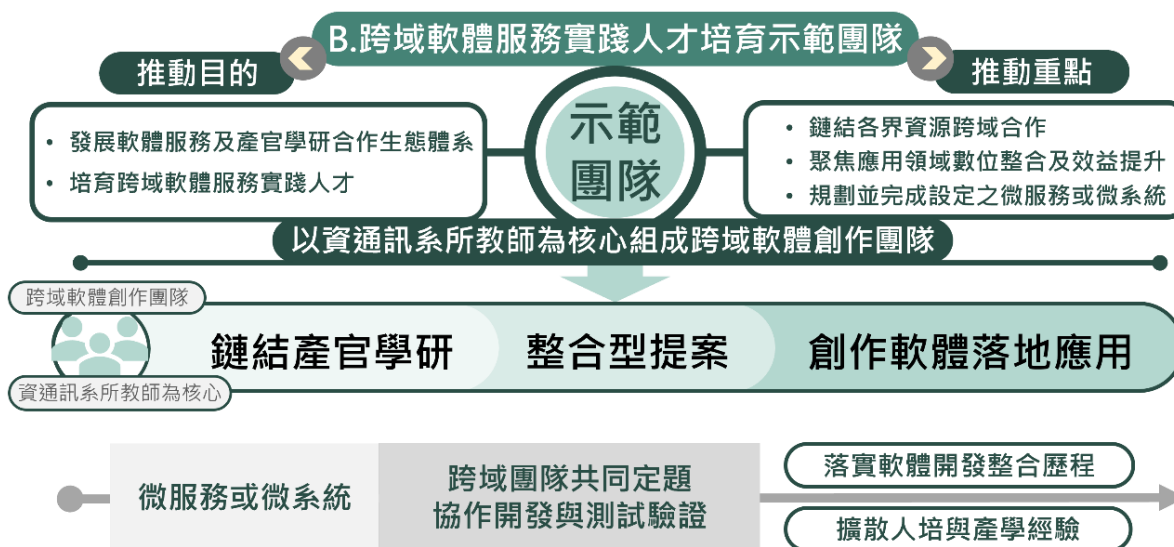 B.跨域軟體服務實踐人才培育示範團隊
推動目的
• 發展軟體服務及產官學研合作生態體系
• 培育跨域軟體服務實踐人才
示範
團隊
推動重點
• 鏈結各界資源跨域合作
• 聚焦應用領域數位整合及效益提升
• 規劃並完成設定之微服務或微系統
以資通訊系所教師為核心組成跨域軟體創作團隊
跨域軟體創作團隊
資通訊系所教師為核心
鏈結產官學研
整合型提案
創作軟體落地應用
微服務或微系統
跨域團隊共同定題
協作開發與測試驗證
落實軟體開發整合歷程
擴散人培與產學經驗